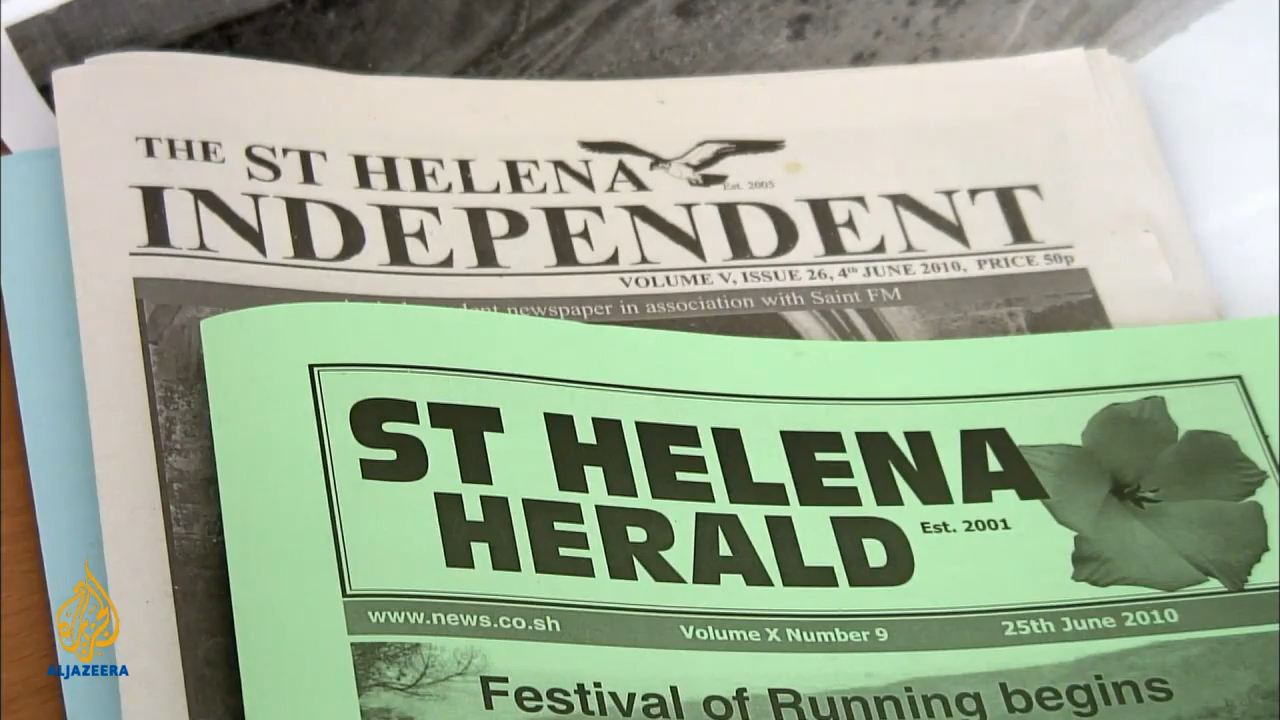 THE ST HELENA
Est. 2005
INDEPENDENT
VOLUME V, ISSUE 26, 4th JUNE 2010, PRICE 50p
newspaper in association with Saint FM
ST HELENA
HERALD
Est. 2001
www.news.co.sh
Volume X Number 9
25th June 2010
Festival of Running begins
ALJAZEERA